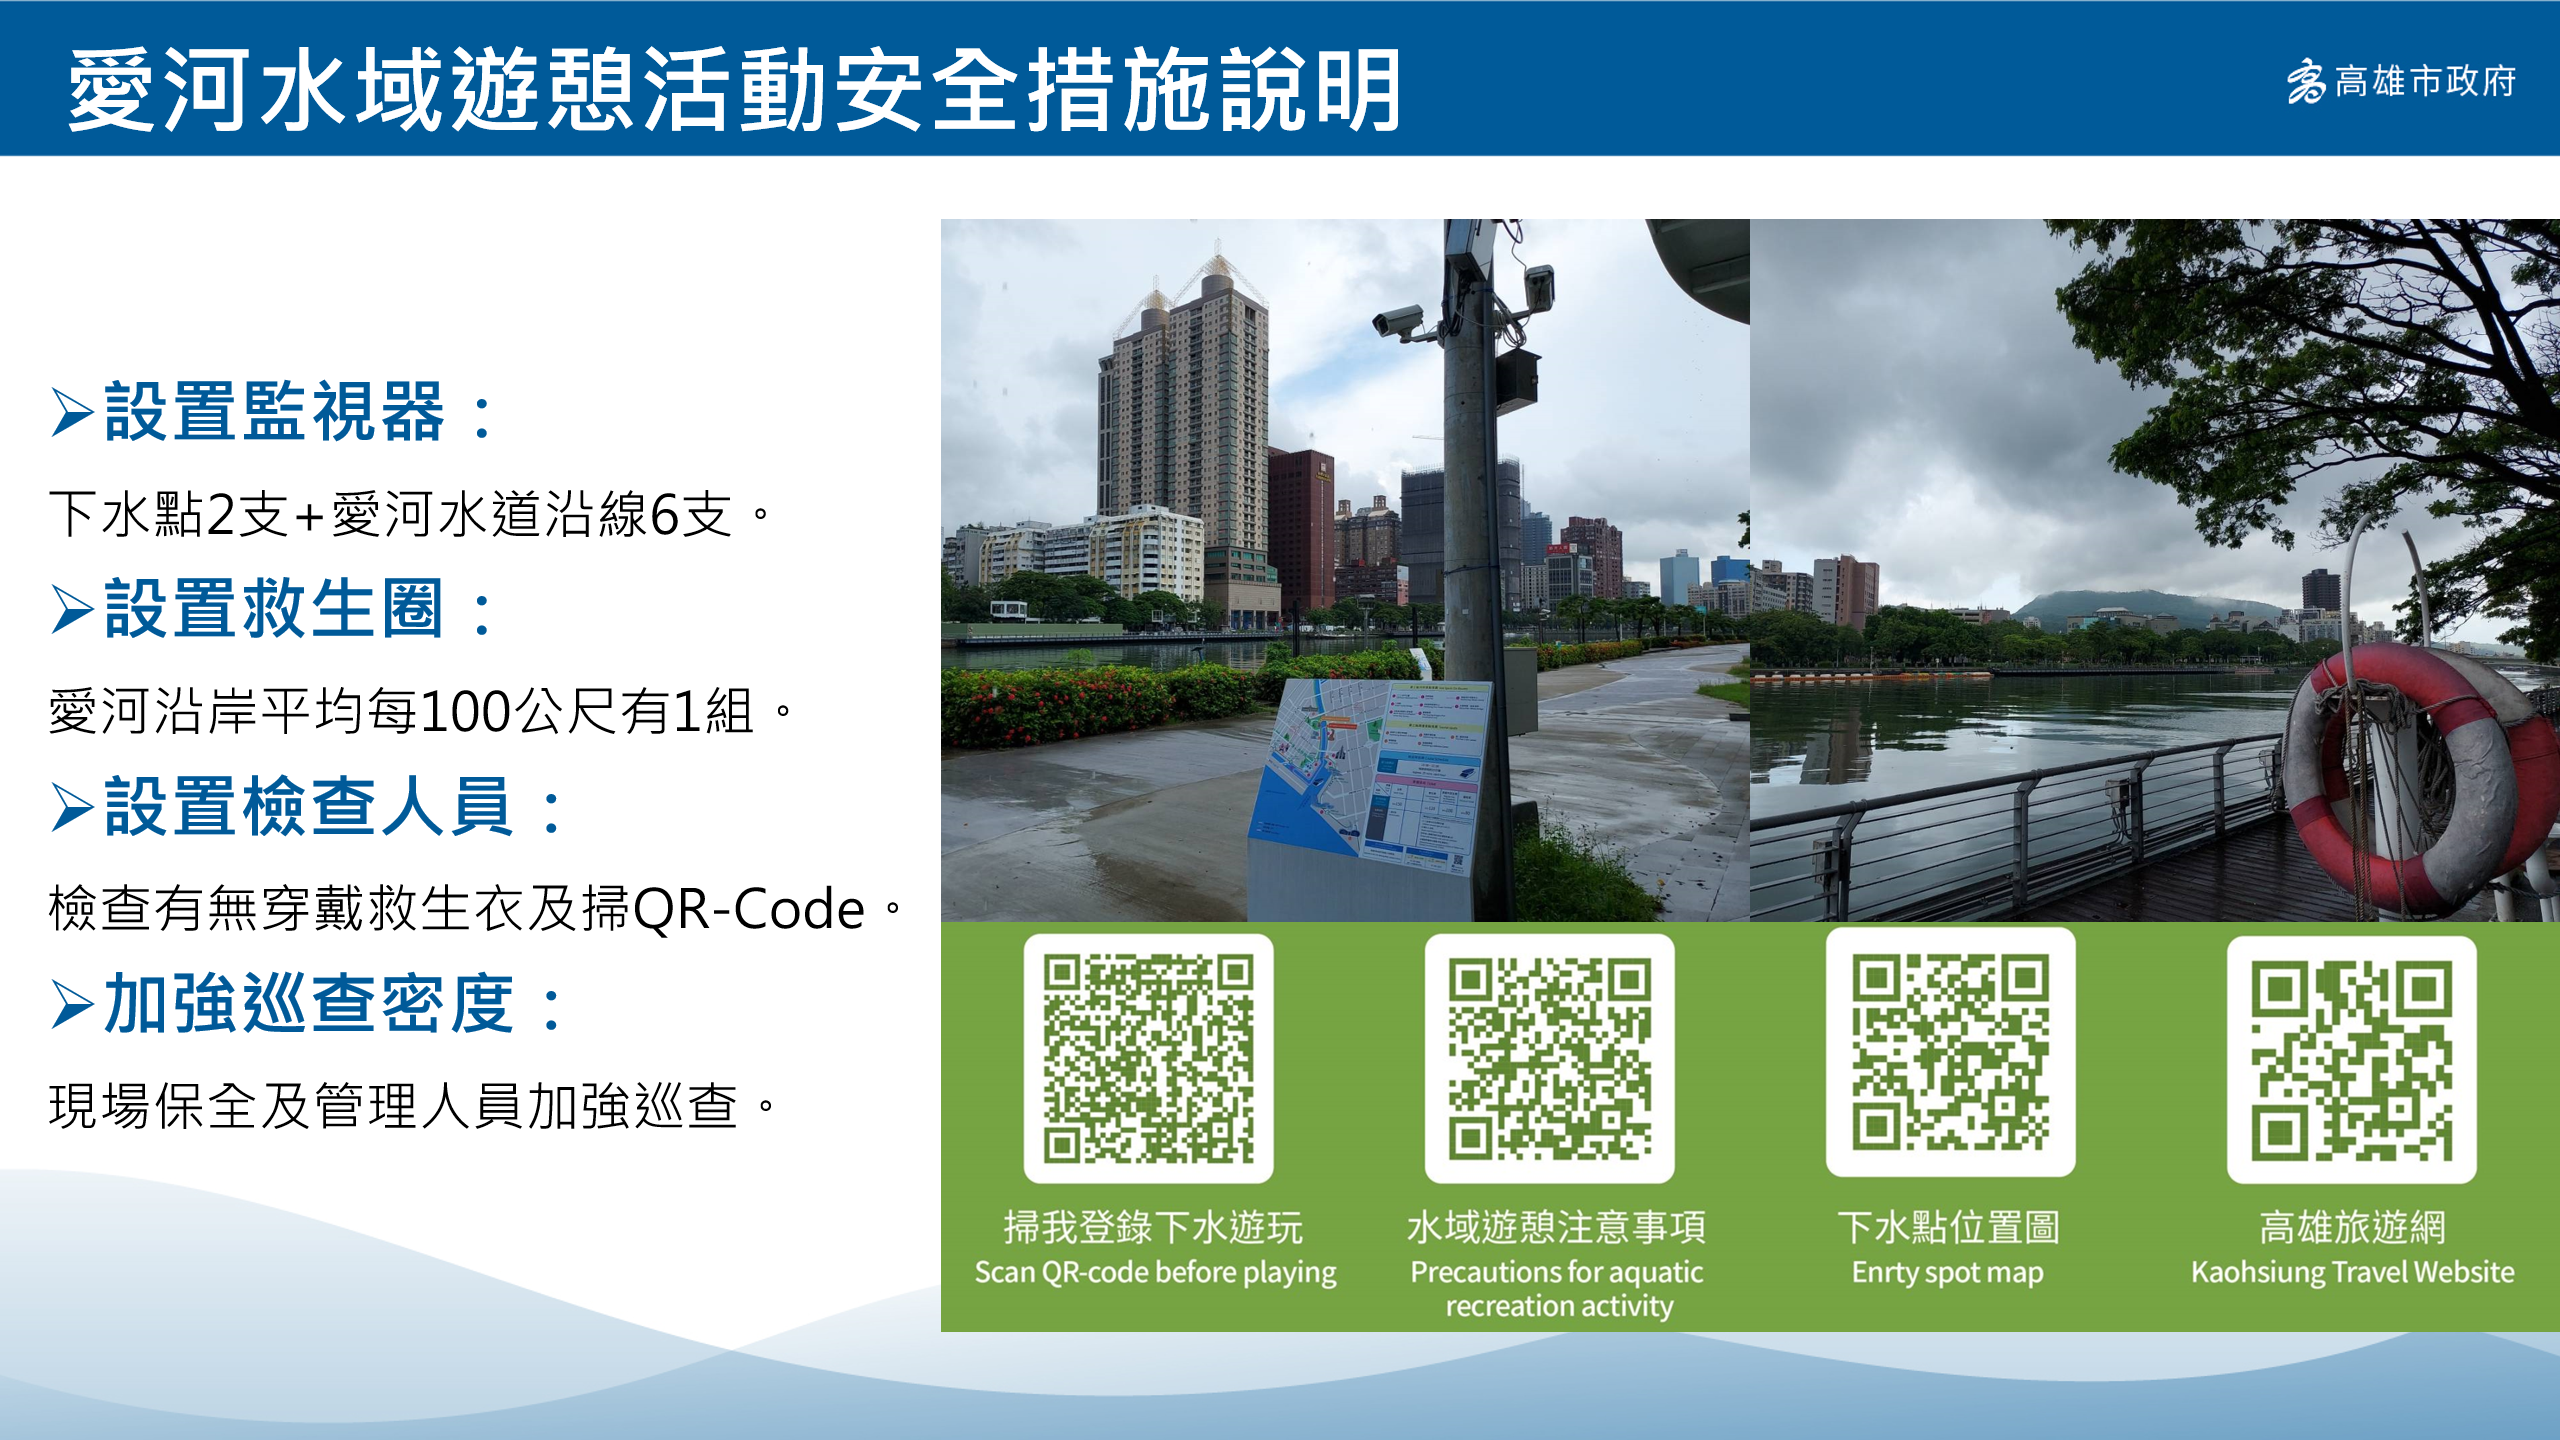 愛河水域遊憩活動安全措施說明
高雄市政府
➢設置監視器：
下水點2支+愛河水道沿線6支。
➢設置救生圈：
愛河沿岸平均每100公尺有1組。
➢設置檢查人員：
檢查有無穿戴救生衣及掃QR-Code。
➢加強巡查密度：
現場保全及管理人員加強巡查。
掃我登錄下水遊玩
Scan QR-code before playing
水域遊憩注意事項
Precautions for aquatic
recreation activity
下水點位置圖
Enrty spot map
高雄旅遊網
Kaohsiung Travel Website